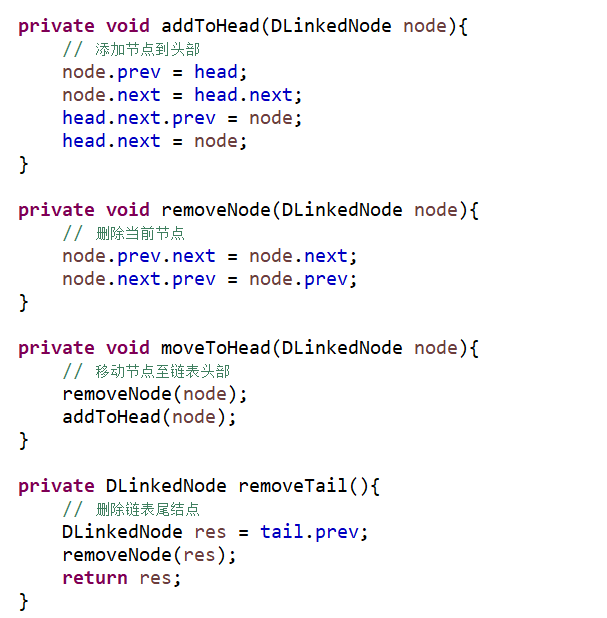 private void addToHead(DLinkedNode node){
    // 添加节点到头部
    node.prev = head;
    node.next = head.next;
    head.next.prev = node;
    head.next = node;
}

private void removeNode(DLinkedNode node){
    // 删除当前节点
    node.prev.next = node.next;
    node.next.prev = node.prev;
}

private void moveToHead(DLinkedNode node){
    // 移动节点至链表头部
    removeNode(node);
    addToHead(node);
}

private DLinkedNode removeTail(){
    // 删除链表尾结点
    DLinkedNode res = tail.prev;
    removeNode(res);
    return res;
}